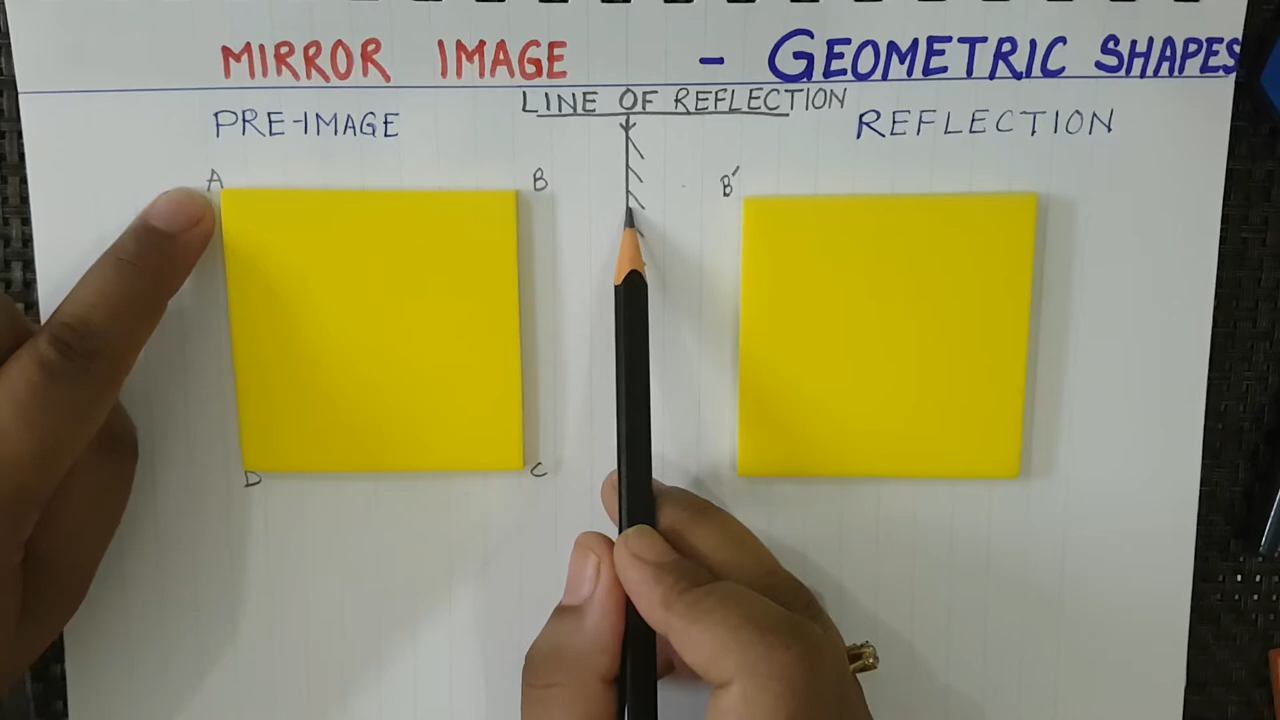 MIRROR IMAGE - GEOMETRIC SHAPES
LINE OF REFLECTION
PRE-IMAGE
REFLECTION
A
B
B′
D
C